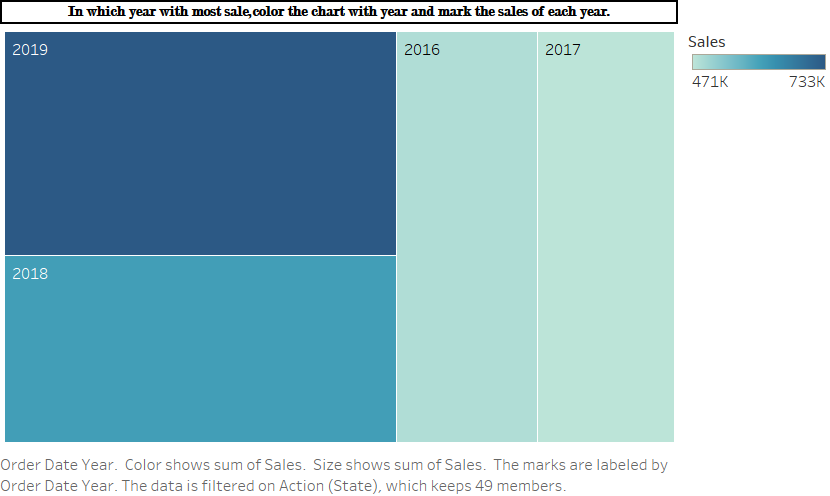 In which year with most sale,color the chart with year and mark the sales of each year.
2019
2016
2017
Sales
471K
733K
2018
Order Date Year.  Color shows sum of Sales.  Size shows sum of Sales.  The marks are labeled by
Order Date Year. The data is filtered on Action (State), which keeps 49 members.